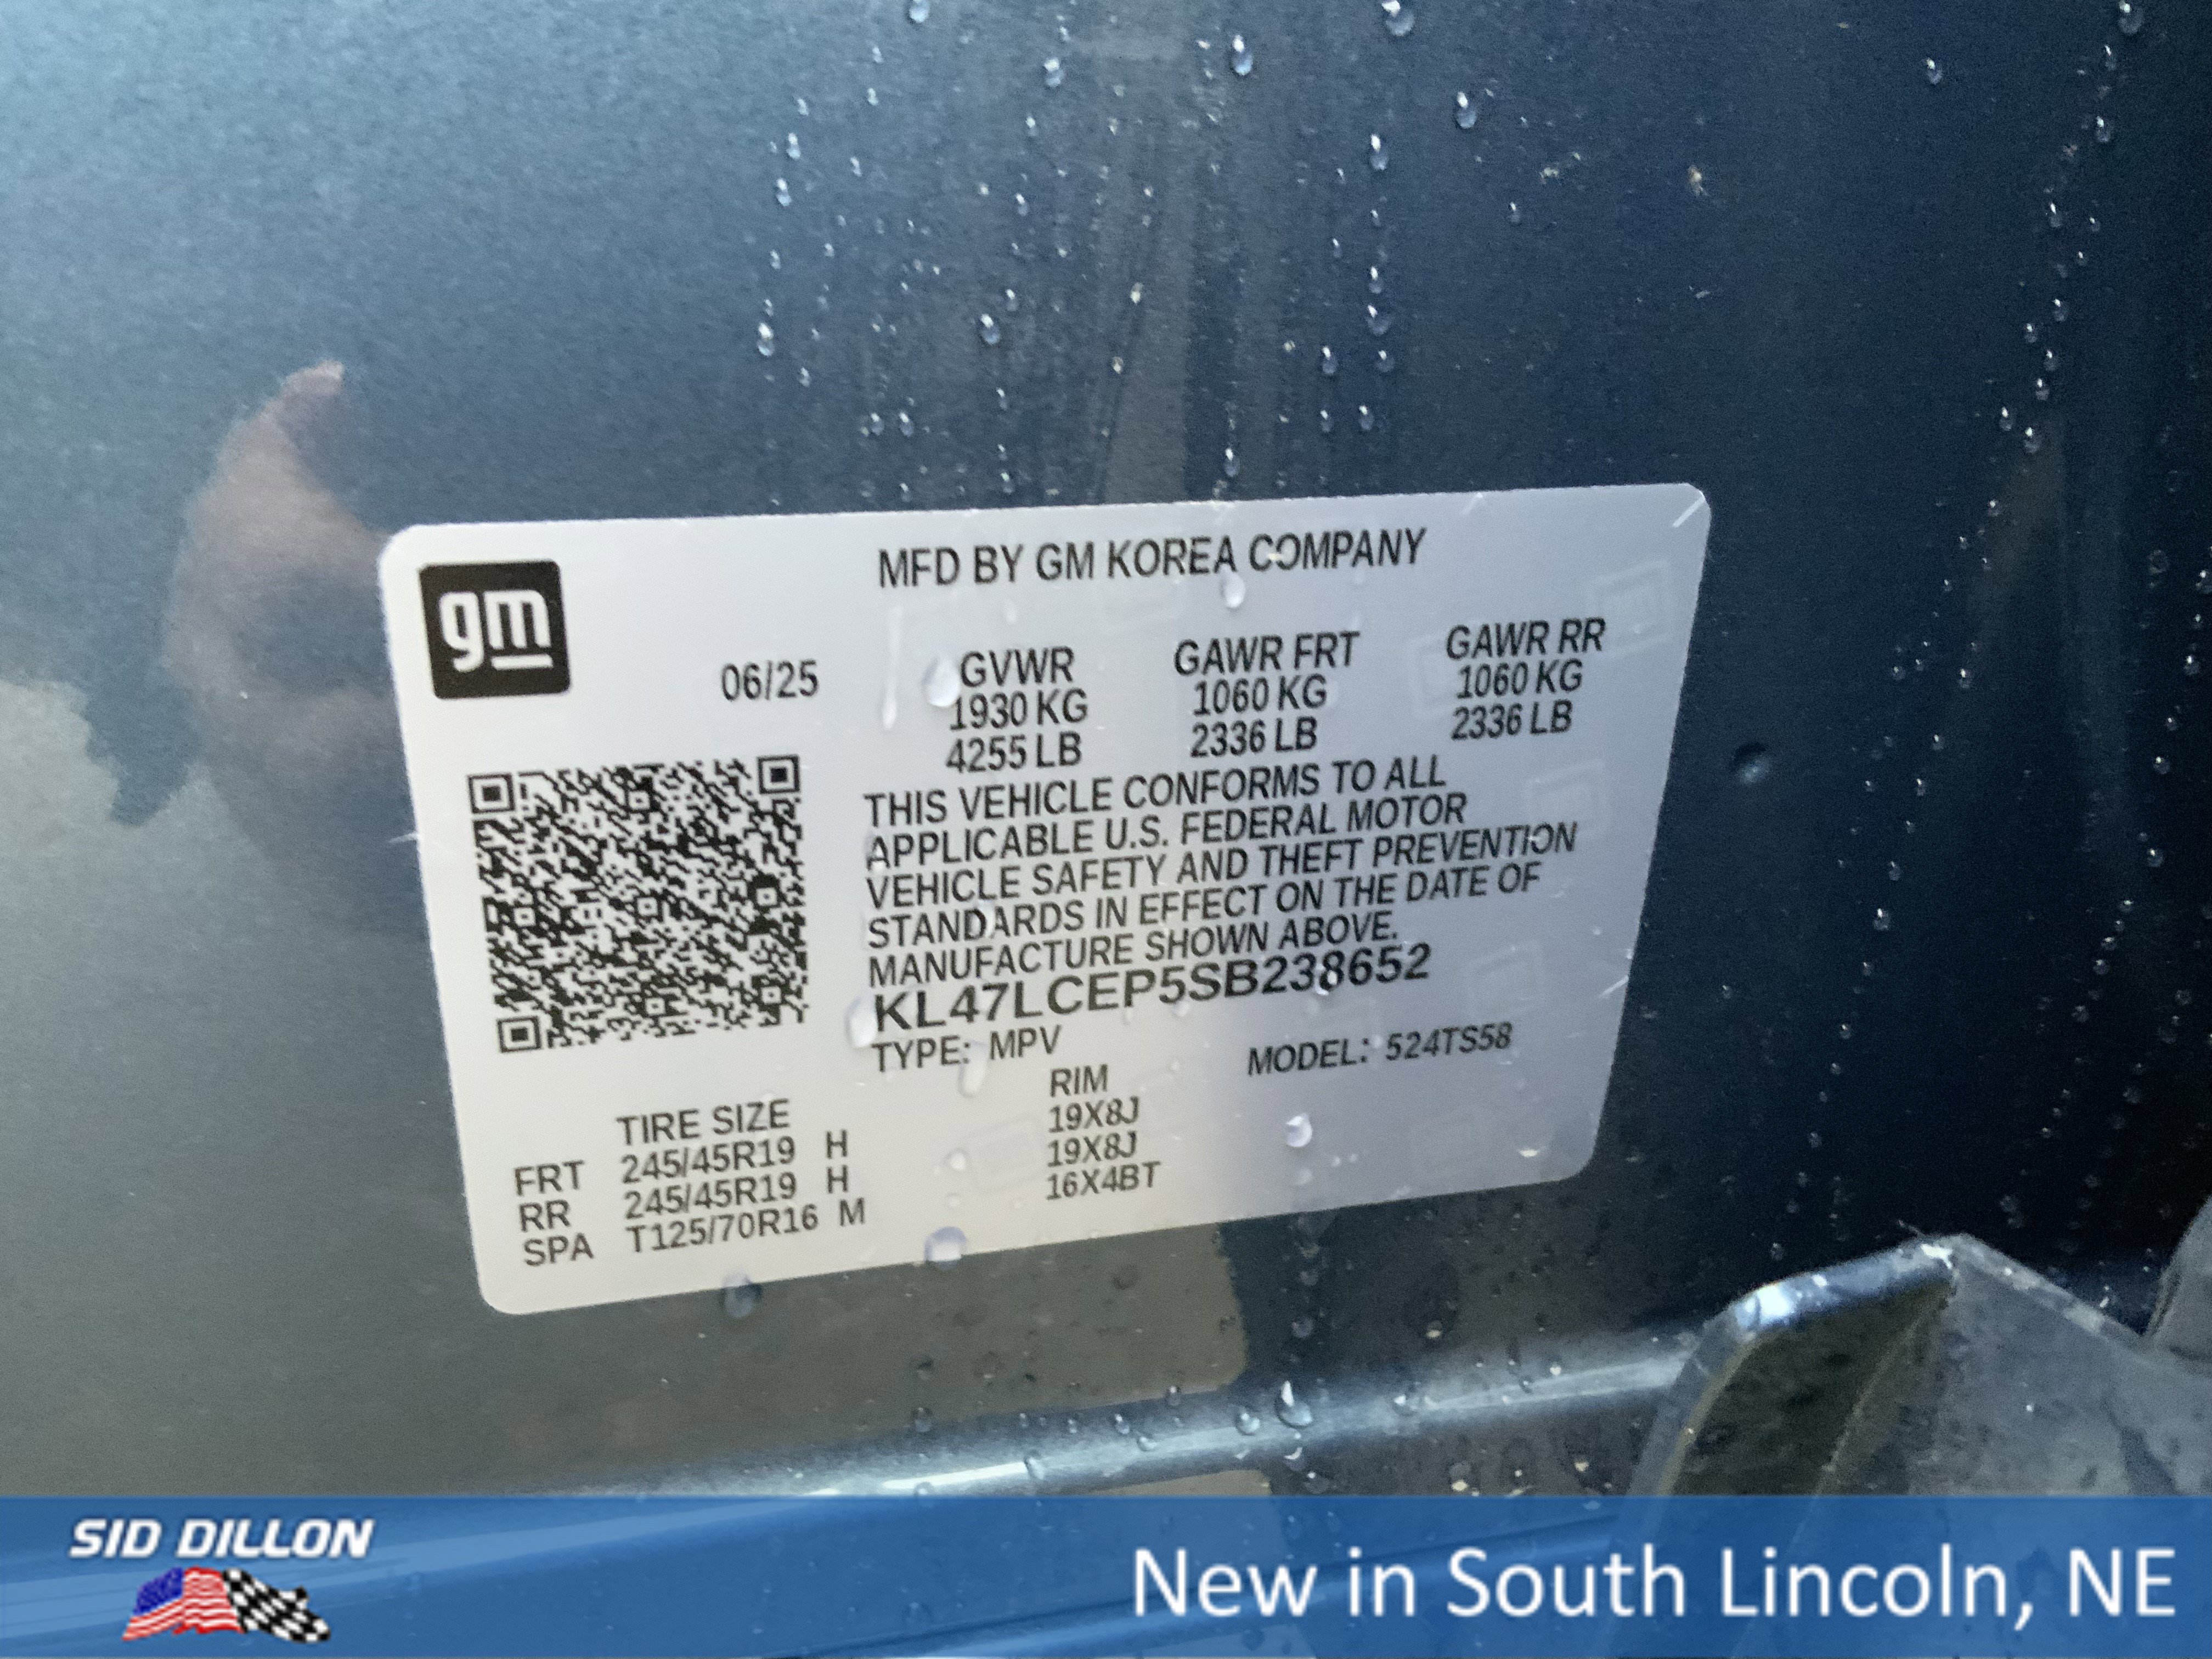 gm
MFD BY GM KOREA COMPANY
06/25 GVWR GAWR FRT GAWR RR
1930 KG 1060 KG 1060 KG
4255 LB 2336 LB 2336 LB
THIS VEHICLE CONFORMS TO ALL
APPLICABLE U.S. FEDERAL MOTOR
VEHICLE SAFETY AND THEFT PREVENTION
STANDARDS IN EFFECT ON THE DATE OF
MANUFACTURE SHOWN ABOVE.
KL47LCEP5SB238652
TYPE: MPV MODEL: 524TS58
TIRE SIZE RIM
FRT 245/45R19 H 19X8J
RR 245/45R19 H 19X8J
SPA T125/70R16 M 16X4BT
SID DILLON
New in South Lincoln, NE